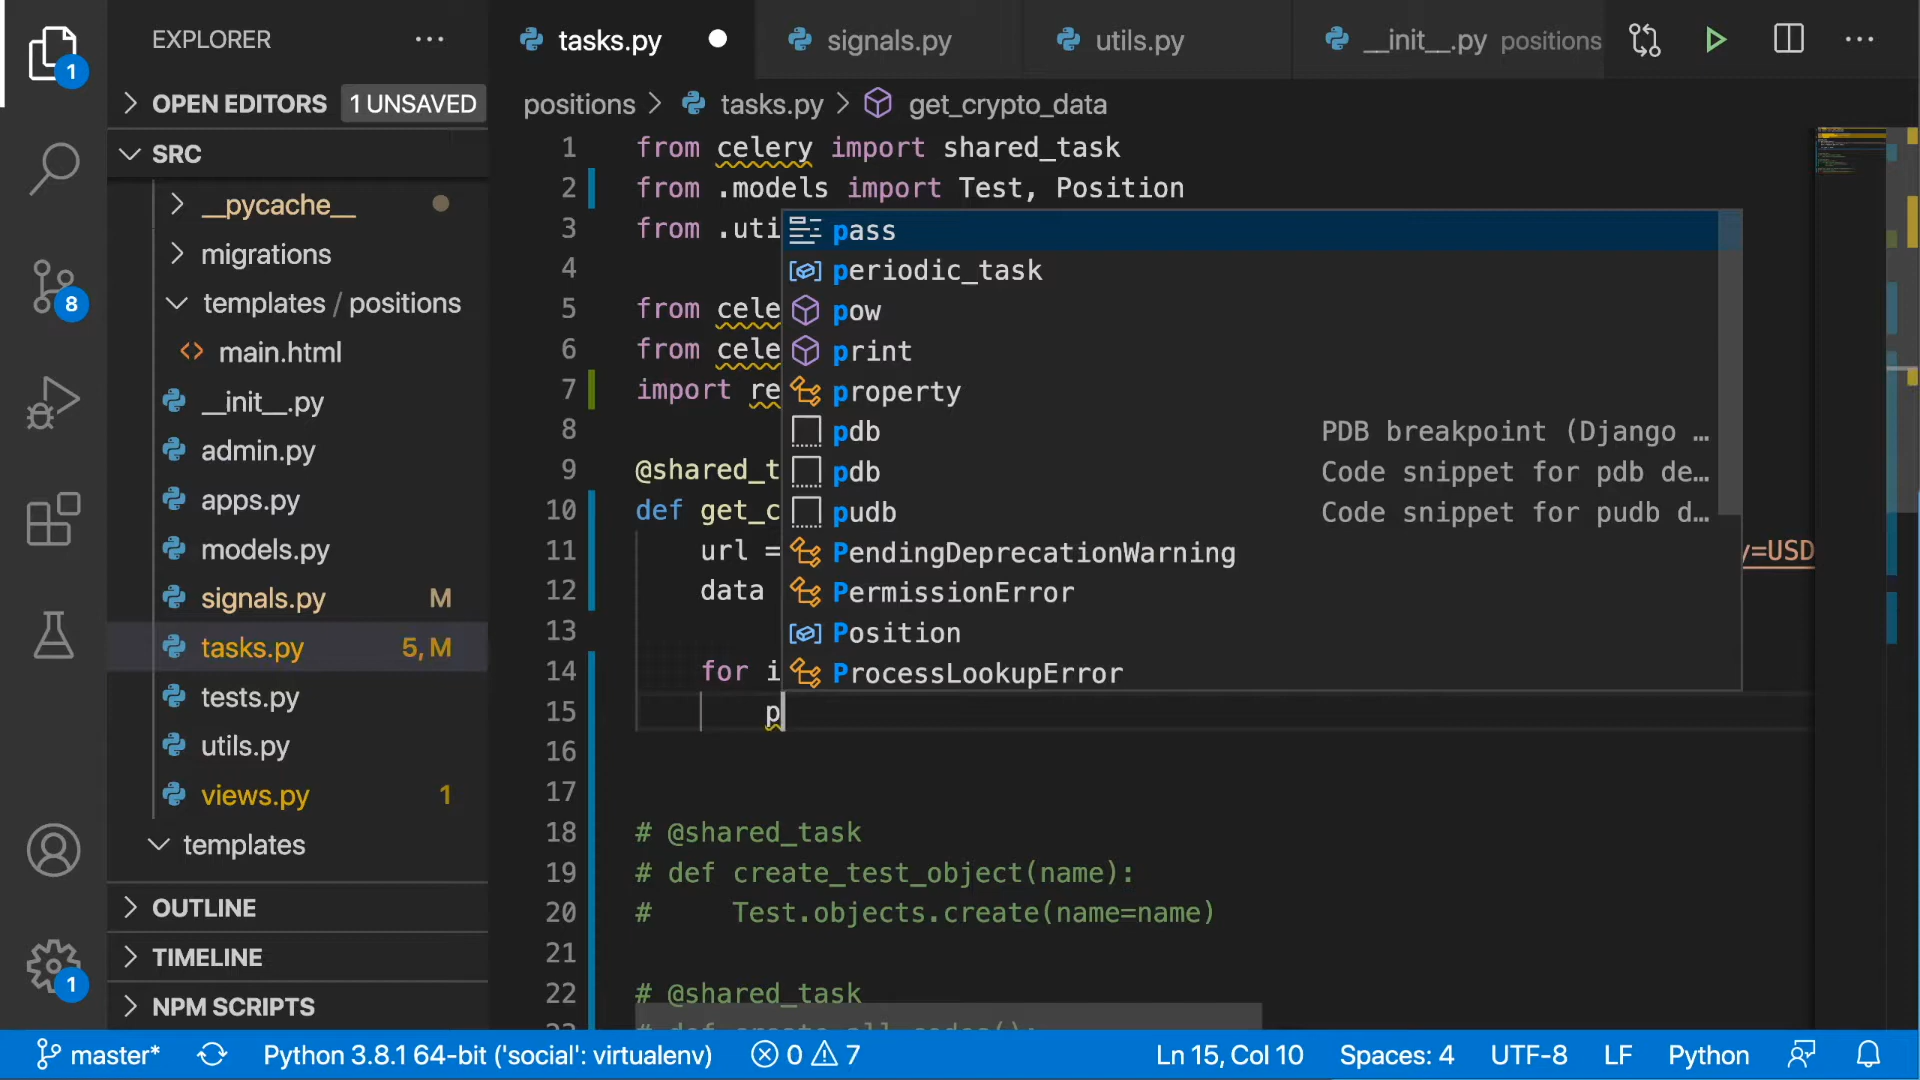 EXPLORER
1
OPEN EDITORS
1 UNSAVED
SRC
__pycache__
migrations
templates / positions
main.html
__init__.py
admin.py
apps.py
models.py
signals.py M
tasks.py 5, M
tests.py
utils.py
views.py 1
templates
OUTLINE
TIMELINE
NPM SCRIPTS
8
1
tasks.py
signals.py
utils.py
__init__.py positions
positions > tasks.py > get_crypto_data
1 from celery import shared_task
2 from .models import Test, Position
3 from .uti
4
5 from cele
6 from cele
7 import re
8
9 @shared_t
10 def get_c
11 url = y=USD
12 data
13
14 for i
15 p
16
17
18 # @shared_task
19 # def create_test_object(name):
20 # Test.objects.create(name=name)
21
22 # @shared_task
pass
periodic_task
pow
print
property
pdb PDB breakpoint (Django …
pdb Code snippet for pdb de…
pudb Code snippet for pudb d…
PendingDeprecationWarning
PermissionError
Position
ProcessLookupError
master*
Python 3.8.1 64-bit ('social': virtualenv)
0 7
Ln 15, Col 10
Spaces: 4
UTF-8
LF
Python